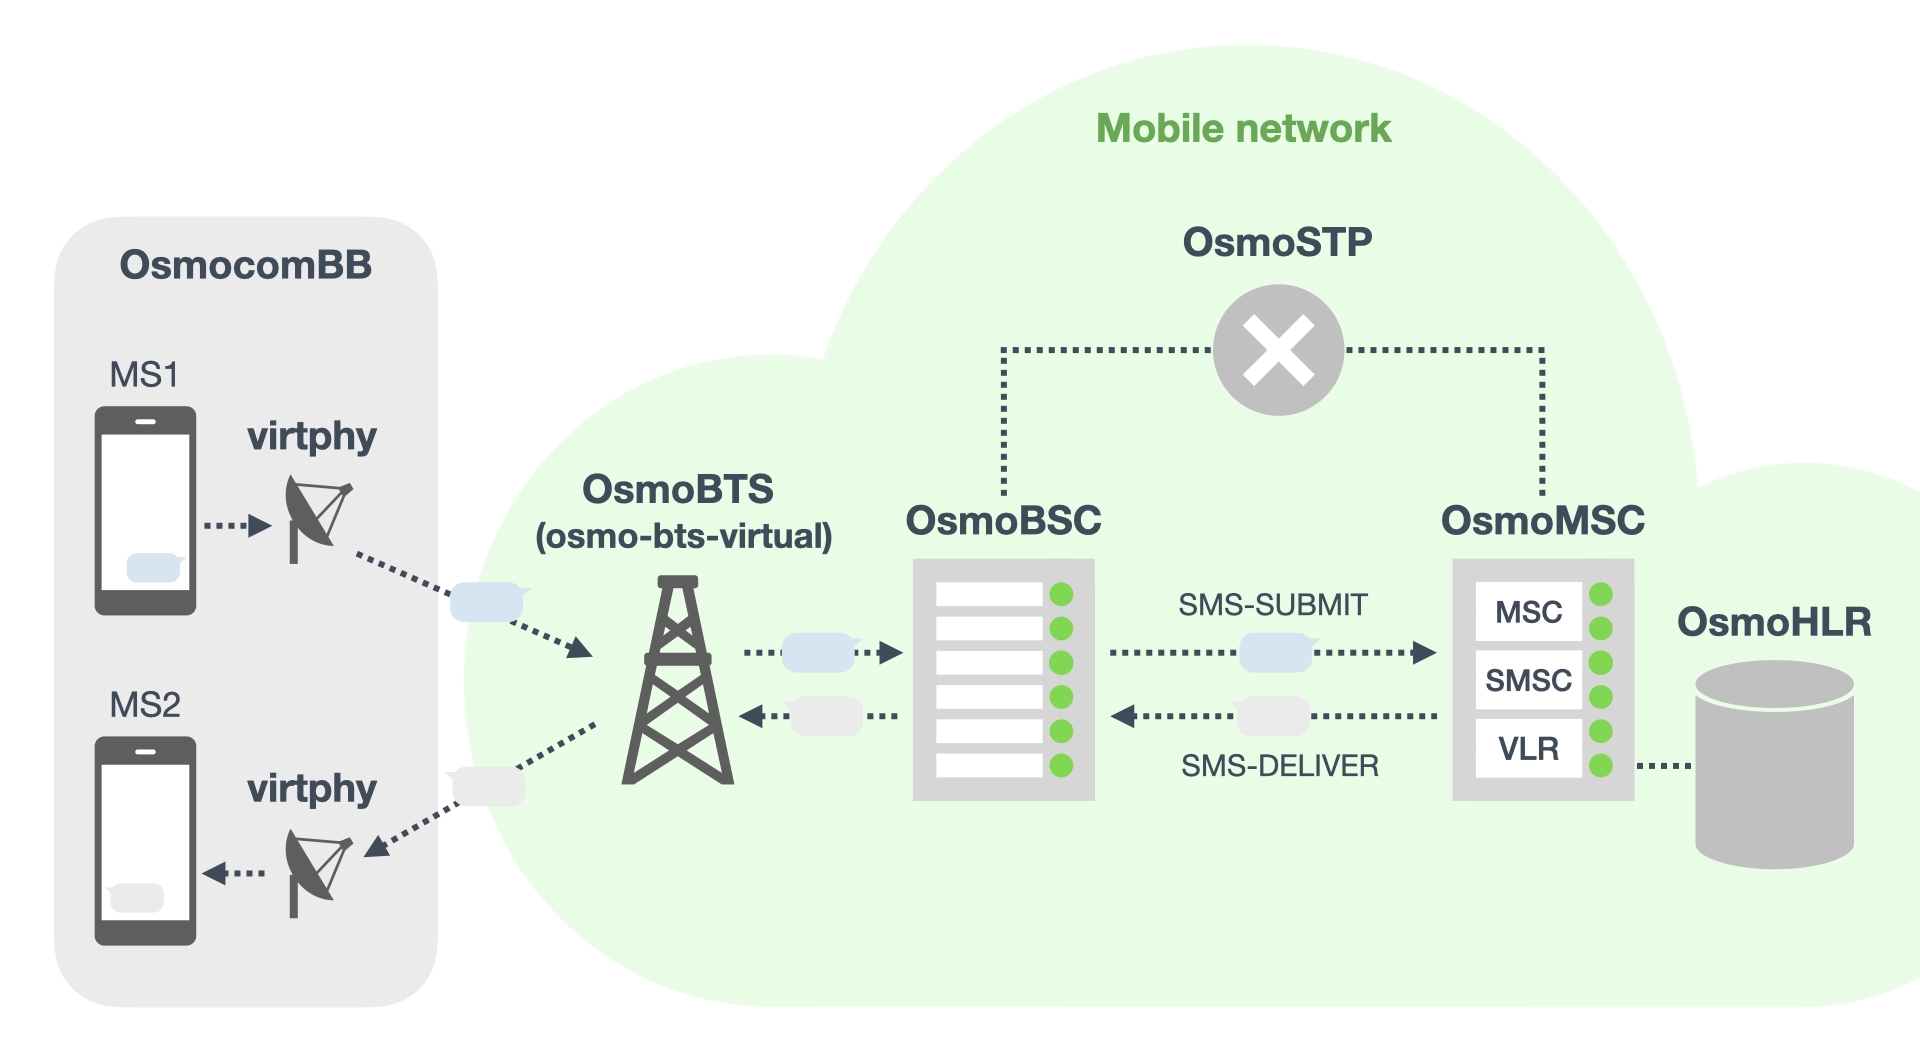 Mobile network
OsmoSTP
OsmocomBB
MS1
virtphy
OsmoBTS
(osmo-bts-virtual)
OsmoBSC
OsmoMSC
SMS-SUBMIT
MSC
SMSC
VLR
OsmoHLR
SMS-DELIVER
MS2
virtphy